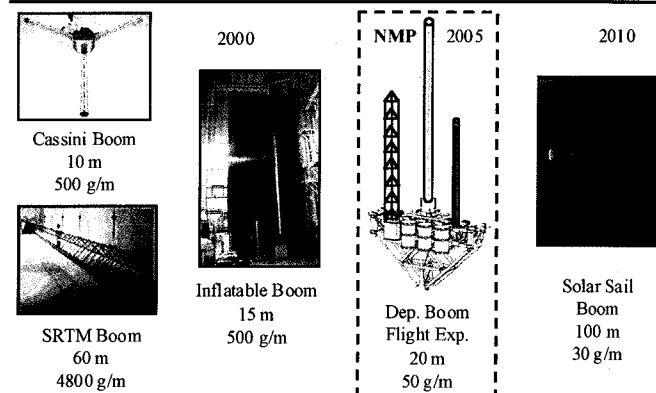 Cassini Boom
10 m
500 g/m
SRTM Boom
60 m
4800 g/m
2000
Inflatable Boom
15 m
500 g/m
NMP 2005
Dep. Boom
Flight Exp.
20 m
50 g/m
2010
Solar Sail
Boom
100 m
30 g/m